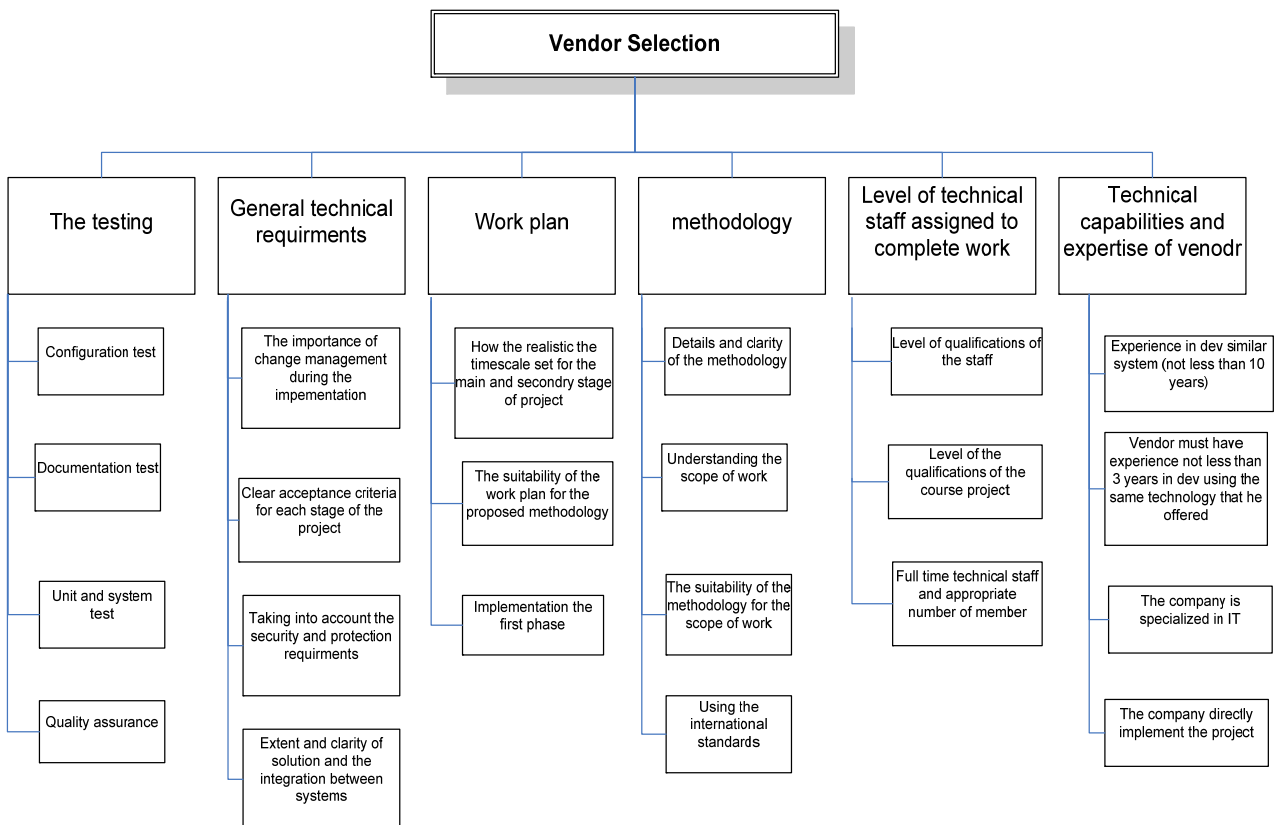 Vendor Selection
The testing
General technical
requirments
Work plan
methodology
Level of technical
staff assigned to
complete work
Technical
capabilities and
expertise of venodr
Configuration test
Documentation test
Unit and system
test
Quality assurance
The importance of
change management
during the
impementation
Clear acceptance criteria
for each stage of the
project
Taking into account the
security and protection
requirments
Extent and clarity of
solution and the
integration between
systems
How the realistic the
timescale set for the
main and secondry stage
of project
The suitability of the
work plan for the
proposed methodology
Implementation the
first phase
Details and clarity
of the methodology
Understanding the
scope of work
The suitability of the
methodology for the
scope of work
Using the
international
standards
Level of qualifications of
the staff
Level of the
qualifications of the
course project
Full time technical staff
and appropriate
number of member
Experience in dev similar
system (not less than 10
years)
Vendor must have
experience not less than
3 years in dev using the
same technology that he
offered
The company is
specialized in IT
The company directly
implement the project